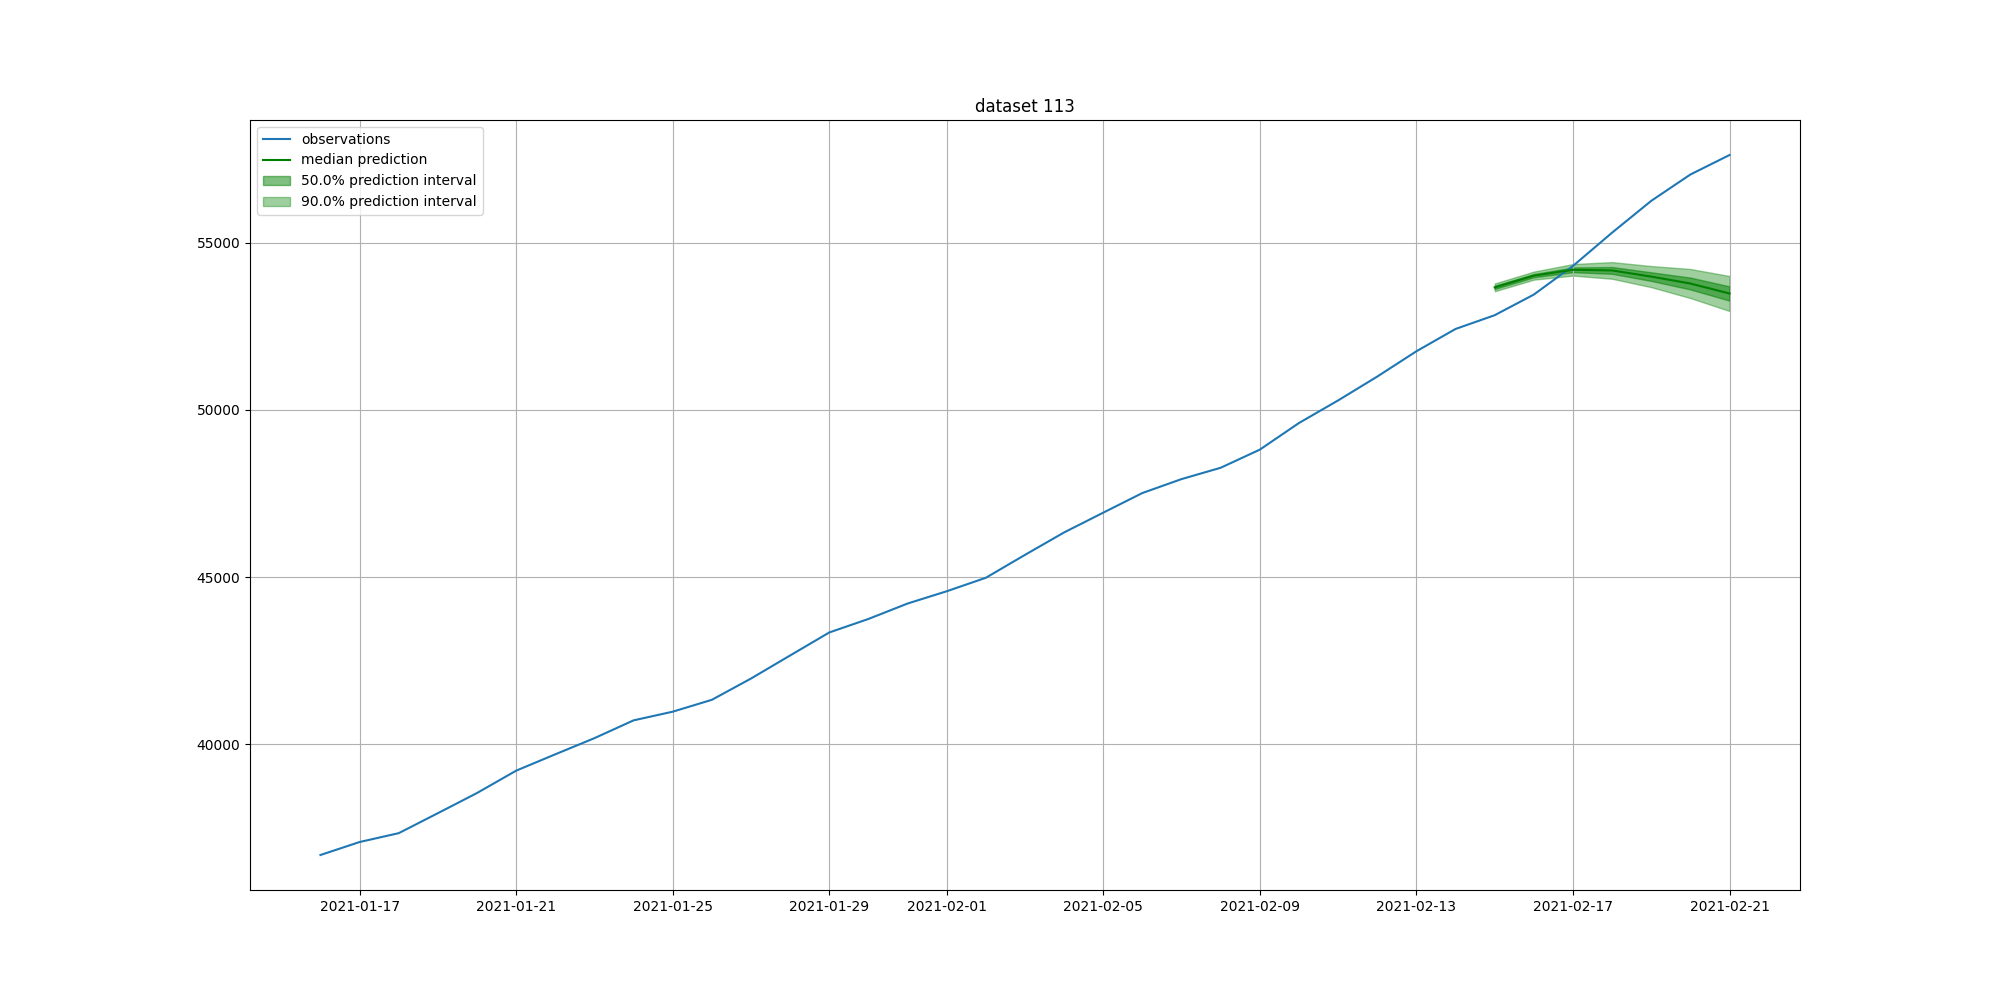 dataset 113
observations
median prediction
50.0% prediction interval
90.0% prediction interval
55000
50000
45000
40000
2021-01-17 2021-01-21 2021-01-25 2021-01-29 2021-02-01 2021-02-05 2021-02-09 2021-02-13 2021-02-17 2021-02-21